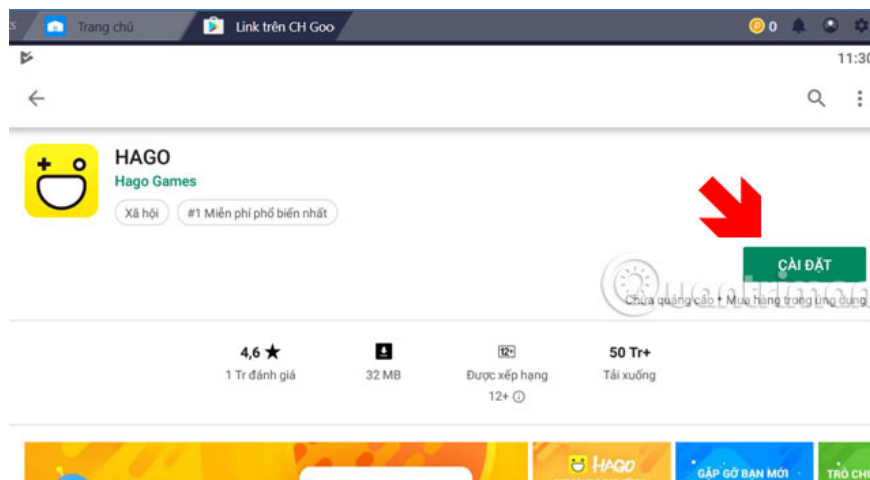 Trang chủ
Link trên CH Goo
0
11:30
HAGO
Hago Games
Xã hội
#1 Miễn phí phổ biến nhất
CÀI ĐẶT
Quantrimang
Chứa quảng cáo • Mua hàng trong ứng dụng
4,6 ★
1 Tr đánh giá
32 MB
12+
Được xếp hạng
12+
50 Tr+
Tải xuống
HAGO
GẶP GỠ BẠN MỚI